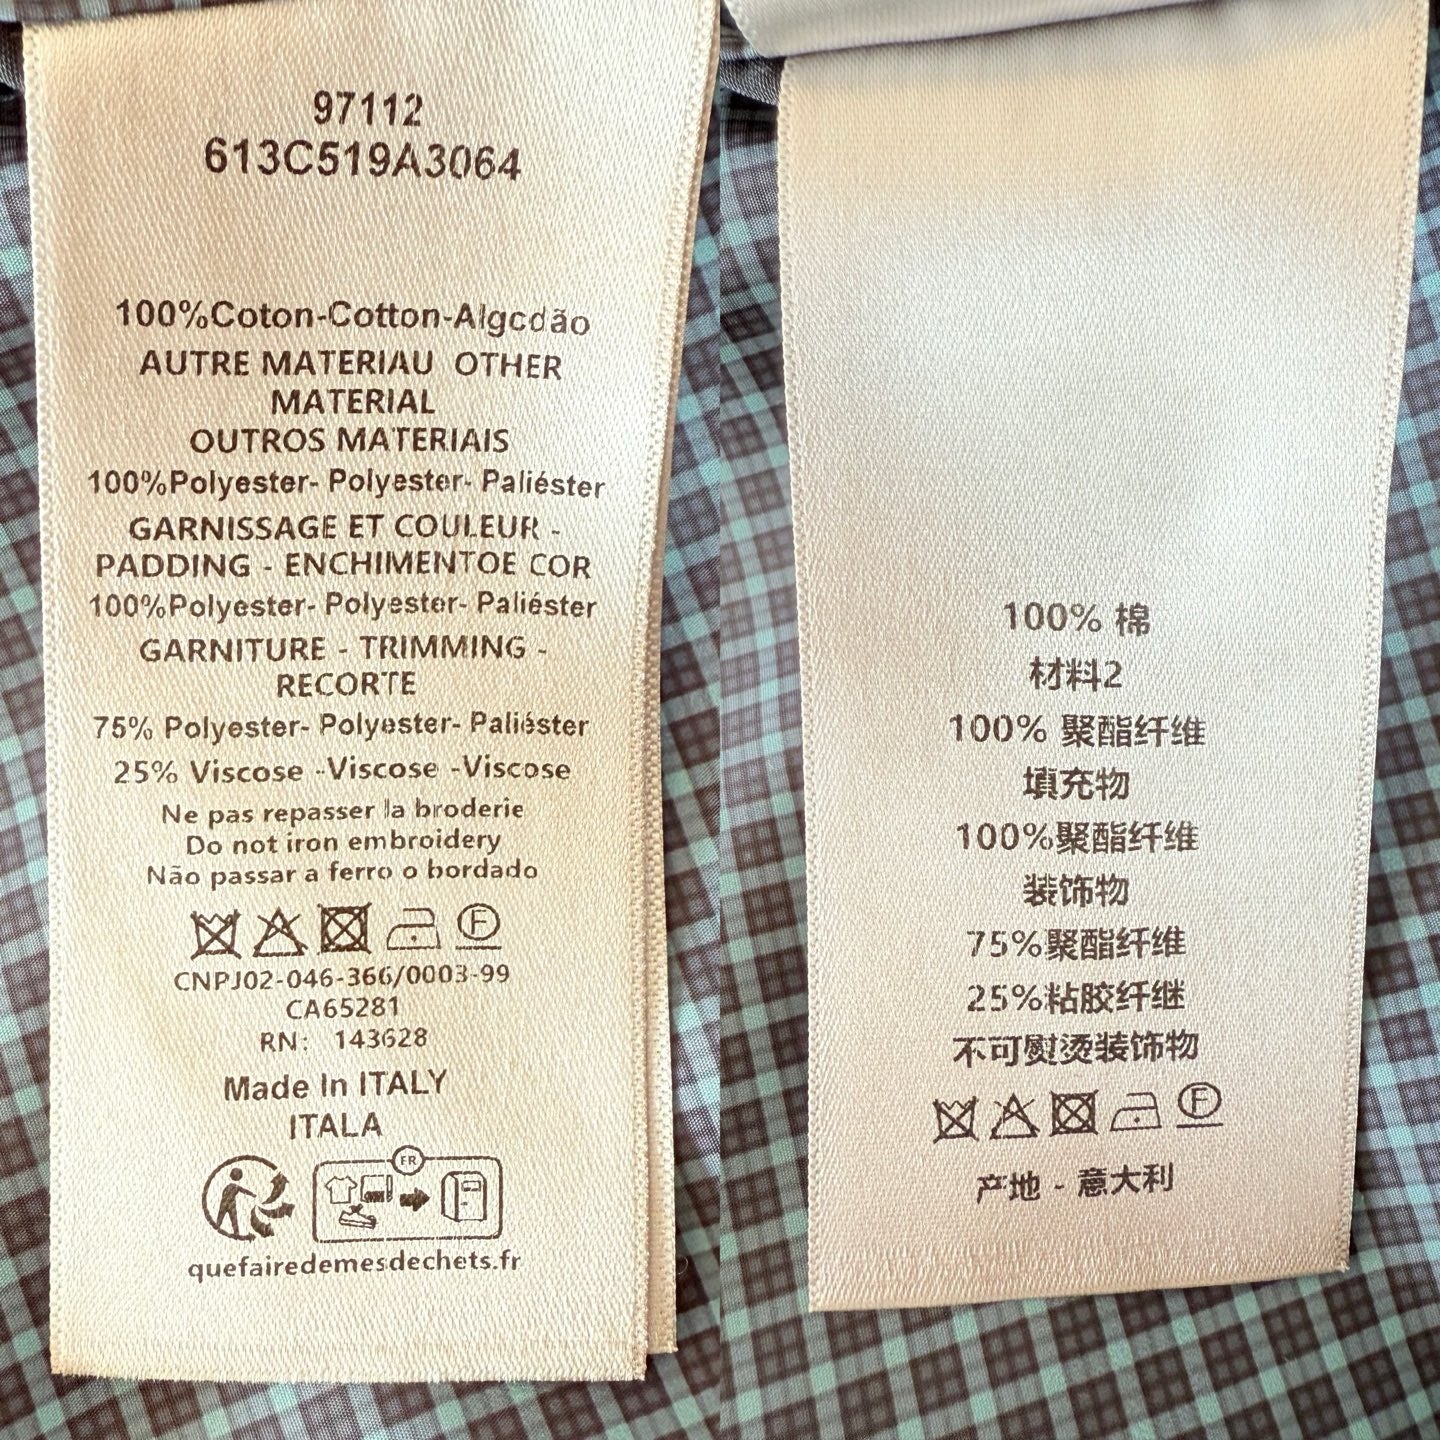 97112
613C519A3064
100%Coton-Cotton-Algodão
AUTRE MATERIAU OTHER
MATERIAL
OUTROS MATERIAIS
100%Polyester- Polyester- Paliéster
GARNISSAGE ET COULEUR -
PADDING - ENCHIMENTOE COR
100%Polyester- Polyester- Paliéster
GARNITURE - TRIMMING -
RECORTE
75% Polyester- Polyester- Paliéster
25% Viscose -Viscose -Viscose
Ne pas repasser la broderie
Do not iron embroidery
Não passar a ferro o bordado
F
CNPJ02-046-366/0003-99
CA65281
RN: 143628
Made In ITALY
ITALA
FR
quefairedemesdechets.fr
100% 棉
材料2
100% 聚酯纤维
填充物
100%聚酯纤维
装饰物
75%聚酯纤维
25%粘胶纤继
不可熨烫装饰物
F
产地 - 意大利